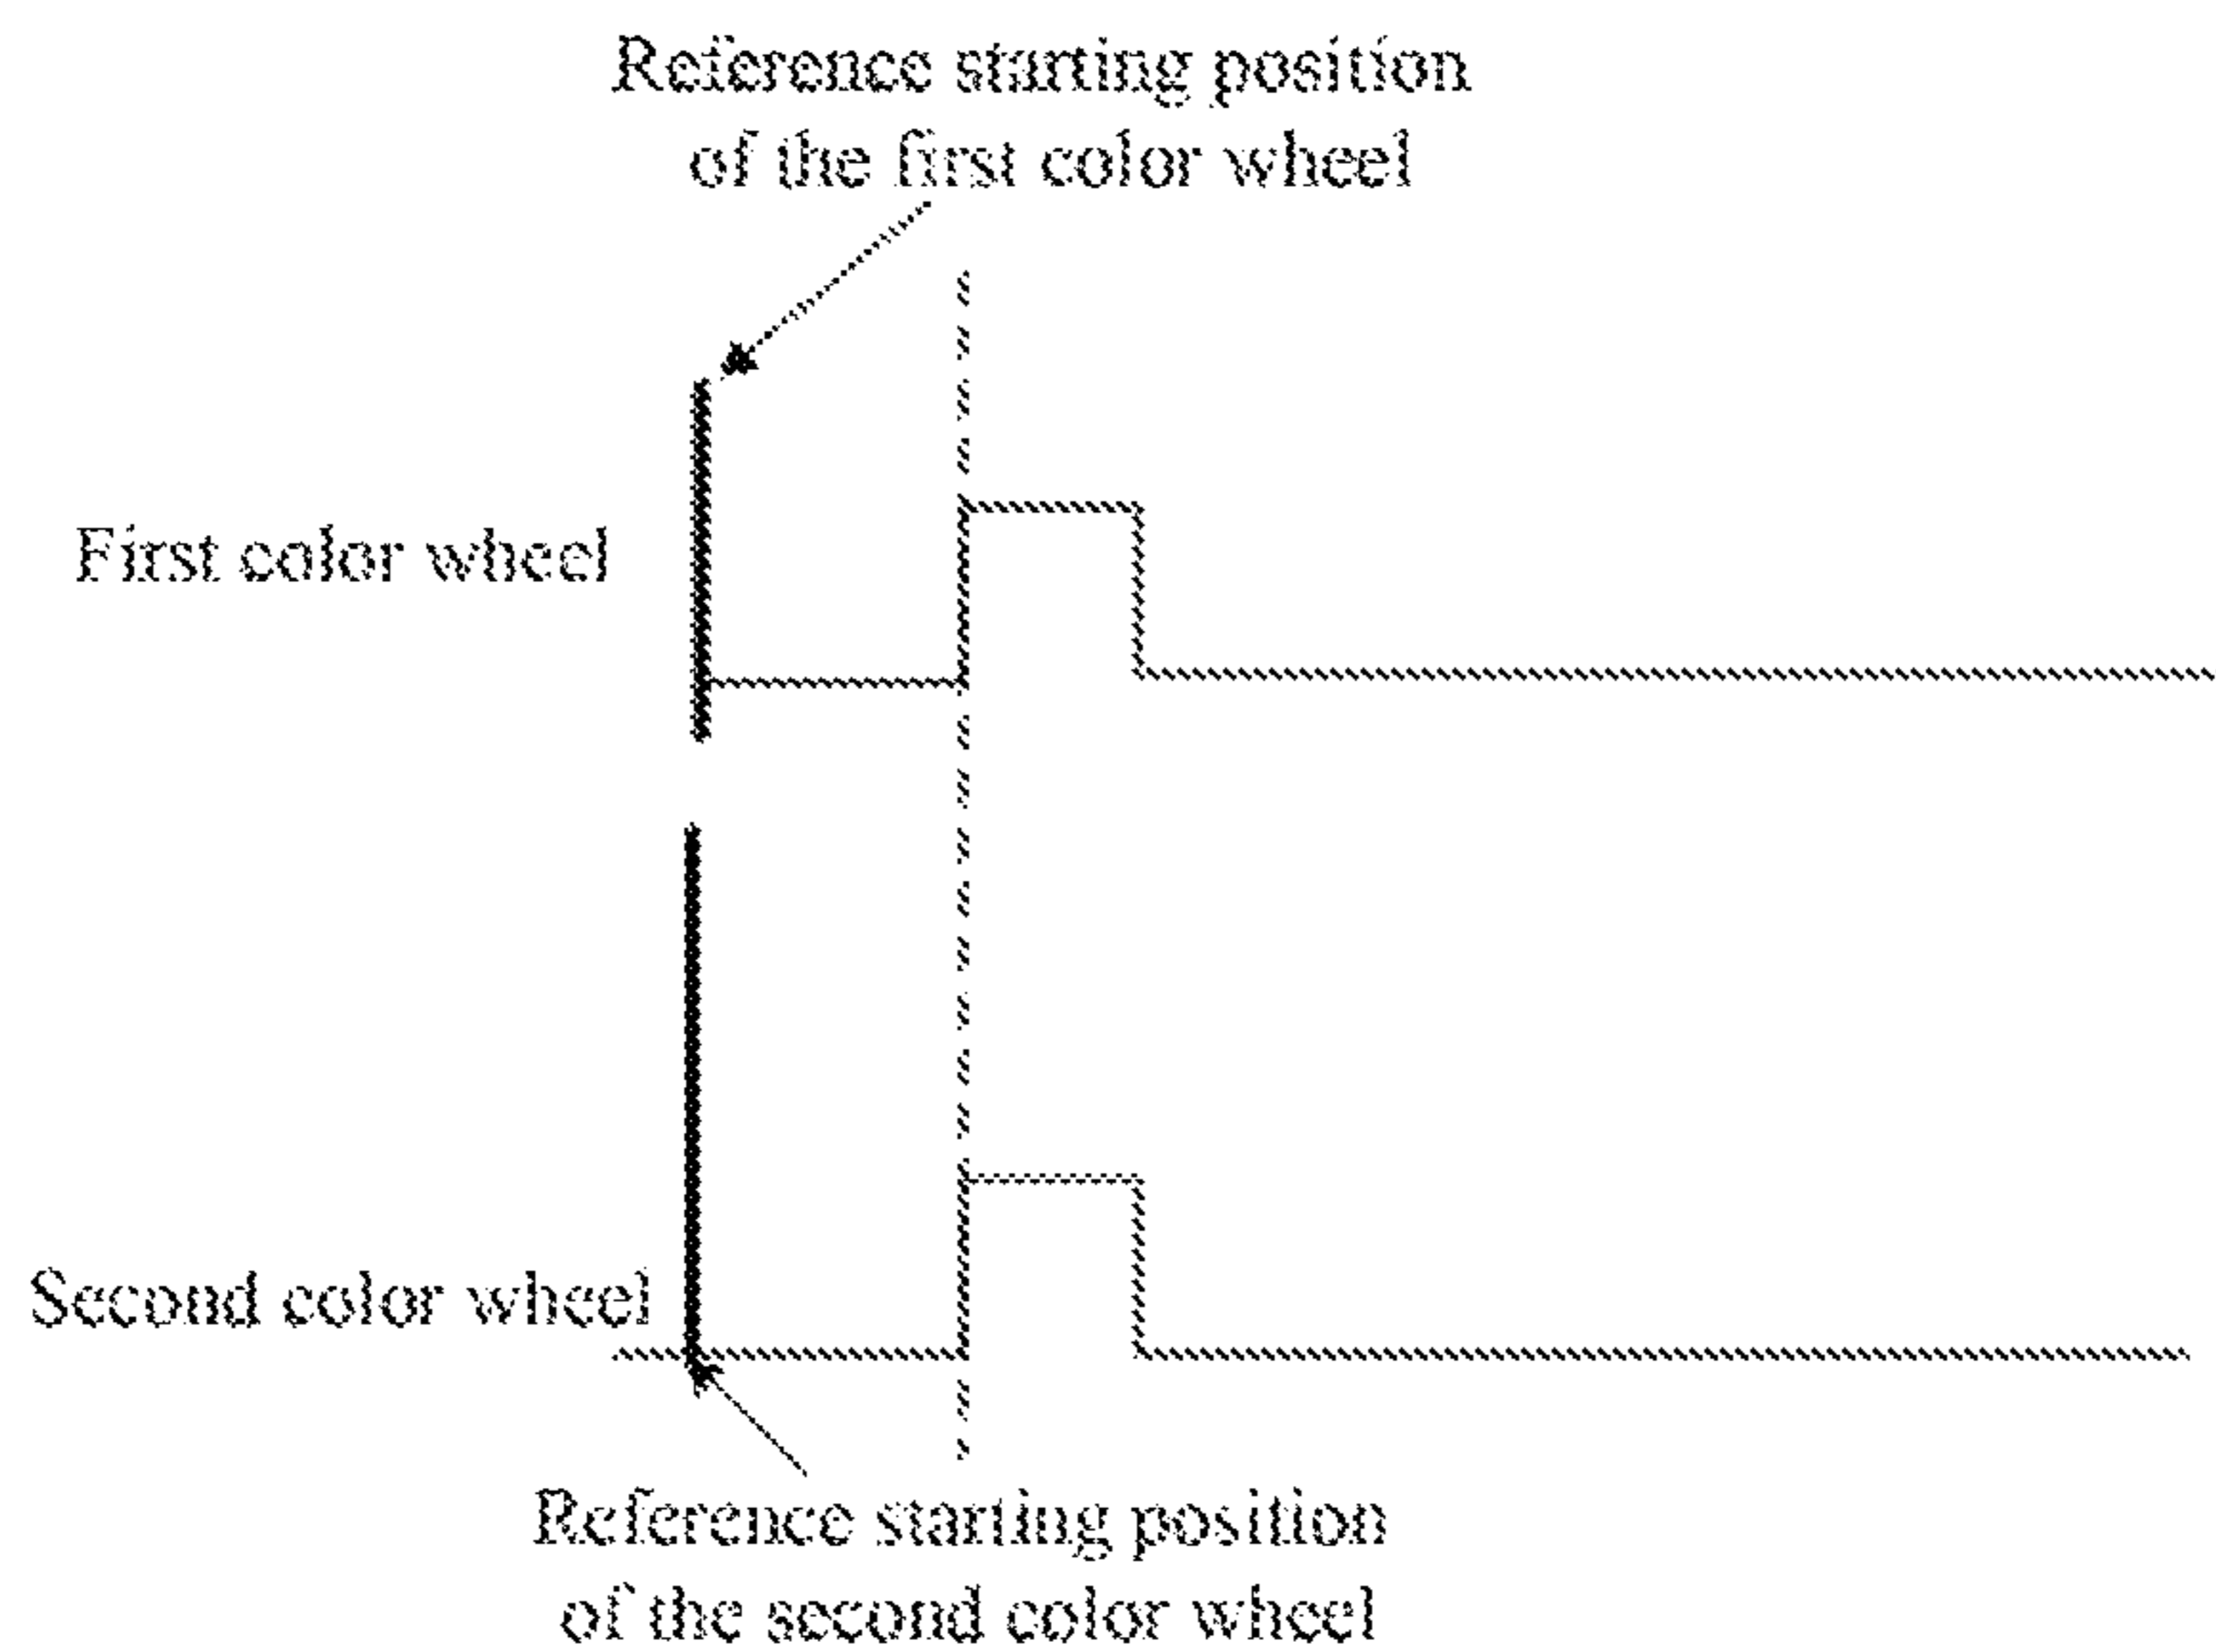 Reference starting position
of the first color wheel
First color wheel
Second color wheel
Reference starting position
of the second color wheel